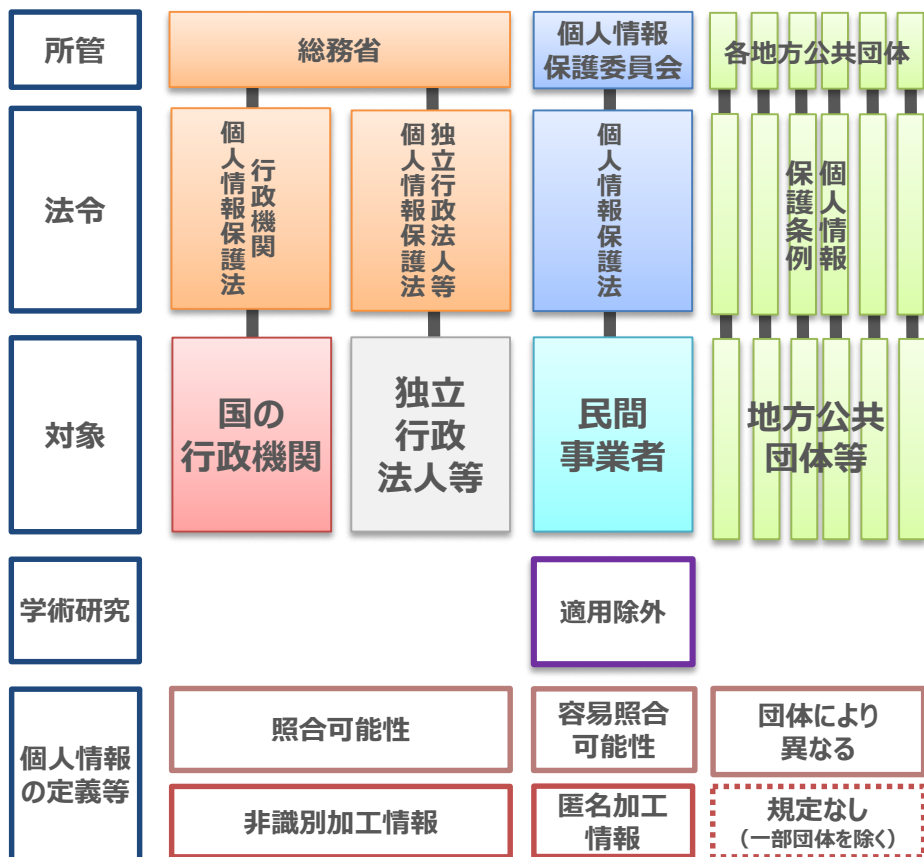 所管
総務省
個人情報
保護委員会
各地方公共団体
法令
行政機関
個人情報保護法
独立行政法人等
個人情報保護法
個人情報保護法
個人情報
保護条例
対象
国の
行政機関
独立
行政
法人等
民間
事業者
地方公共
団体等
学術研究
適用除外
個人情報
の定義等
照合可能性
容易照合
可能性
団体により
異なる
非識別加工情報
匿名加工
情報
規定なし
（一部団体を除く）